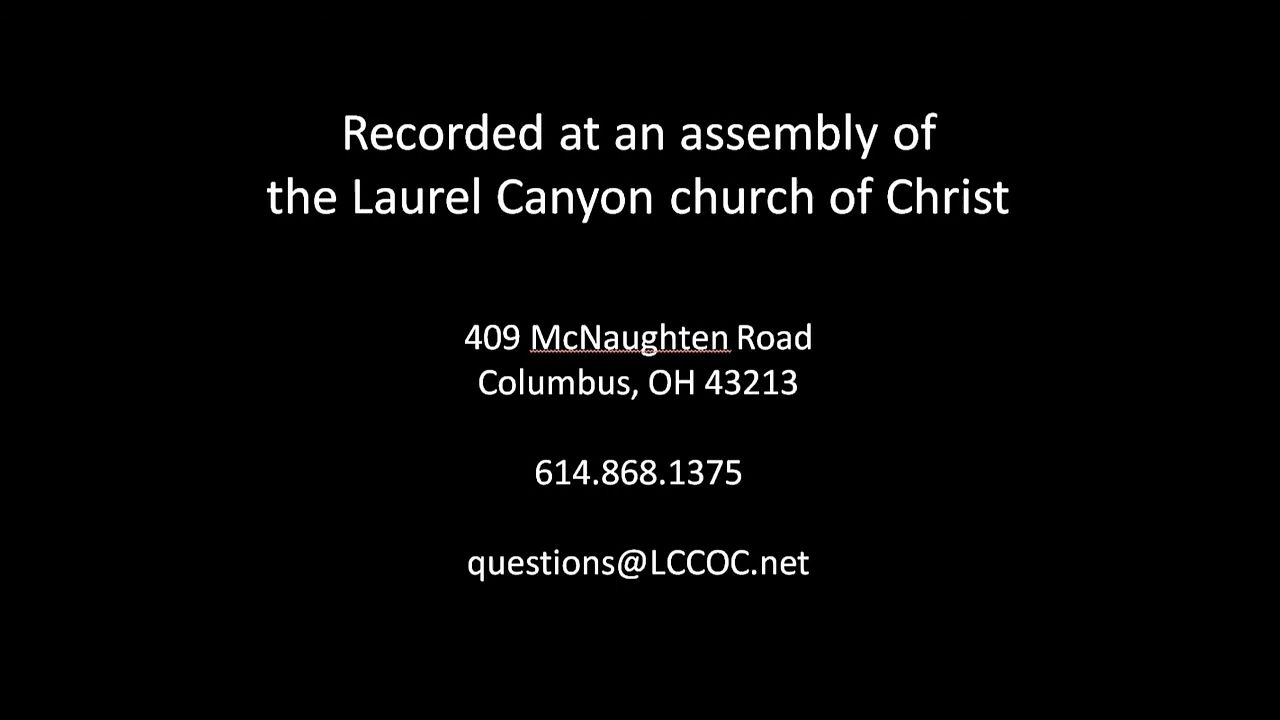 Recorded at an assembly of
the Laurel Canyon church of Christ
409 McNaughten Road
Columbus, OH 43213
614.868.1375
questions@LCCOC.net